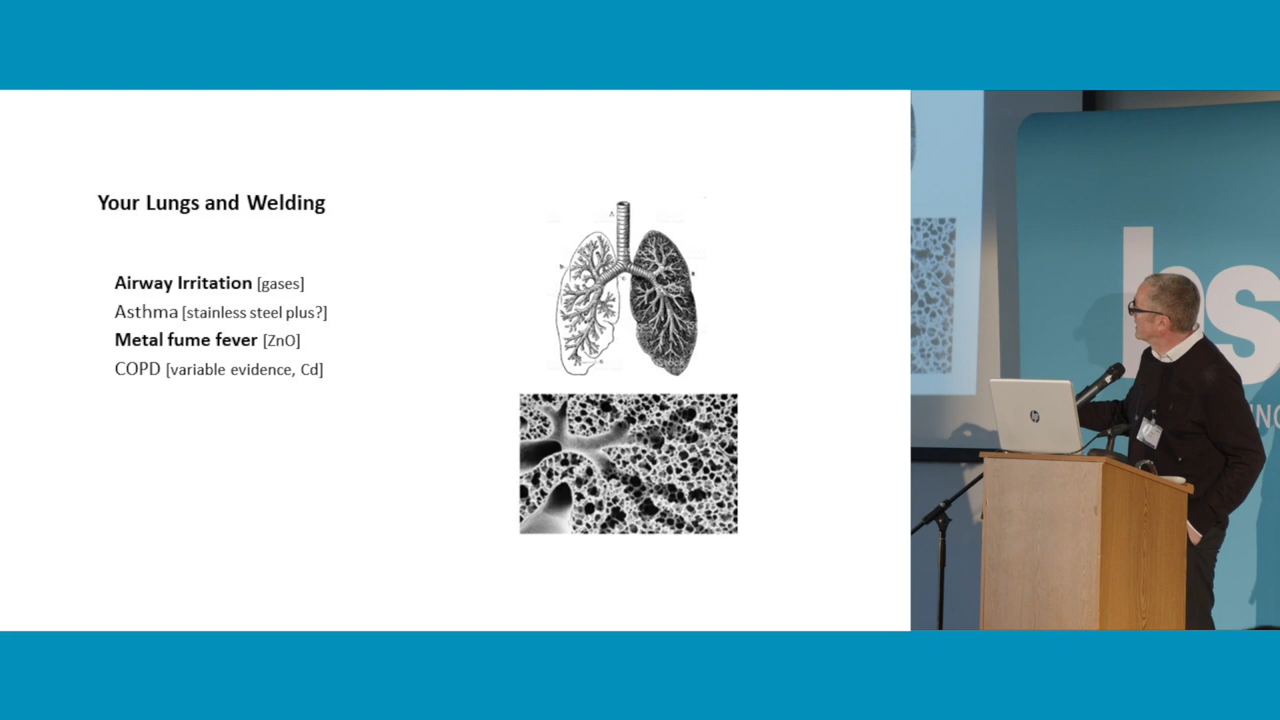 Your Lungs and Welding
Airway Irritation [gases]
Asthma [stainless steel plus?]
Metal fume fever [ZnO]
COPD [variable evidence, Cd]
hp